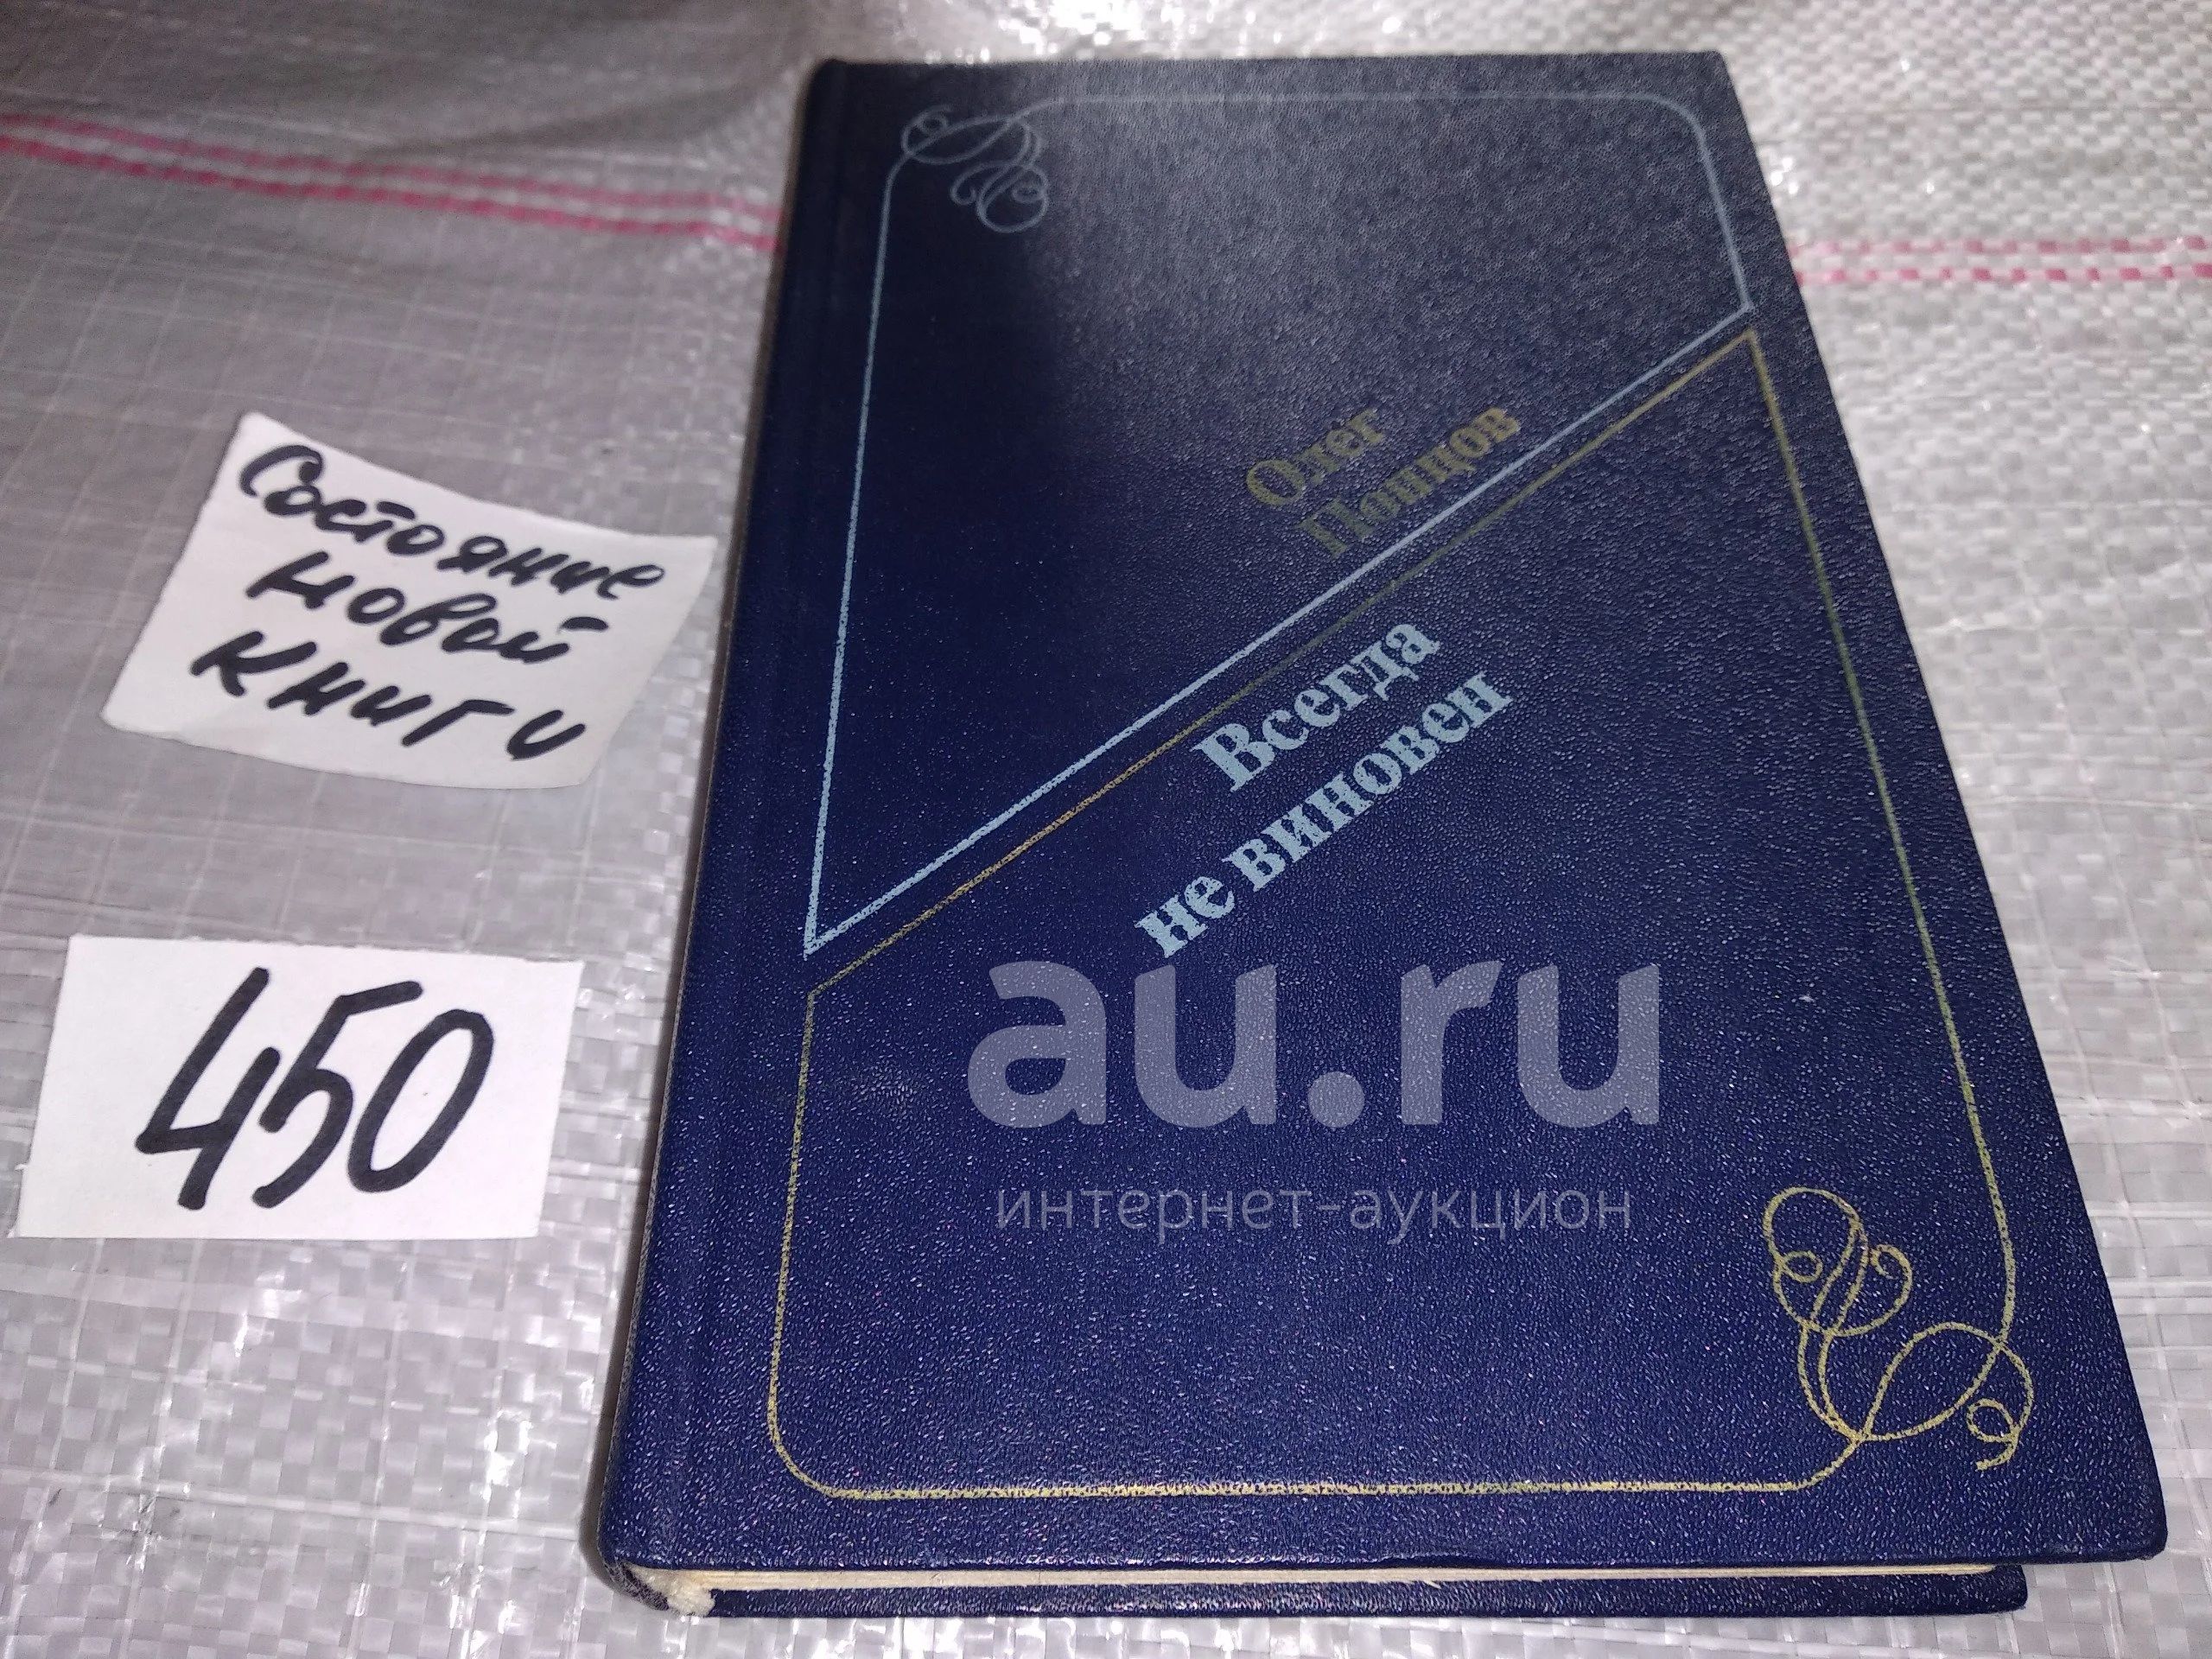 Состояние
новой
книги
450
Олег
Попцов
Всегда
не виновен
au.ru
интернет-аукцион